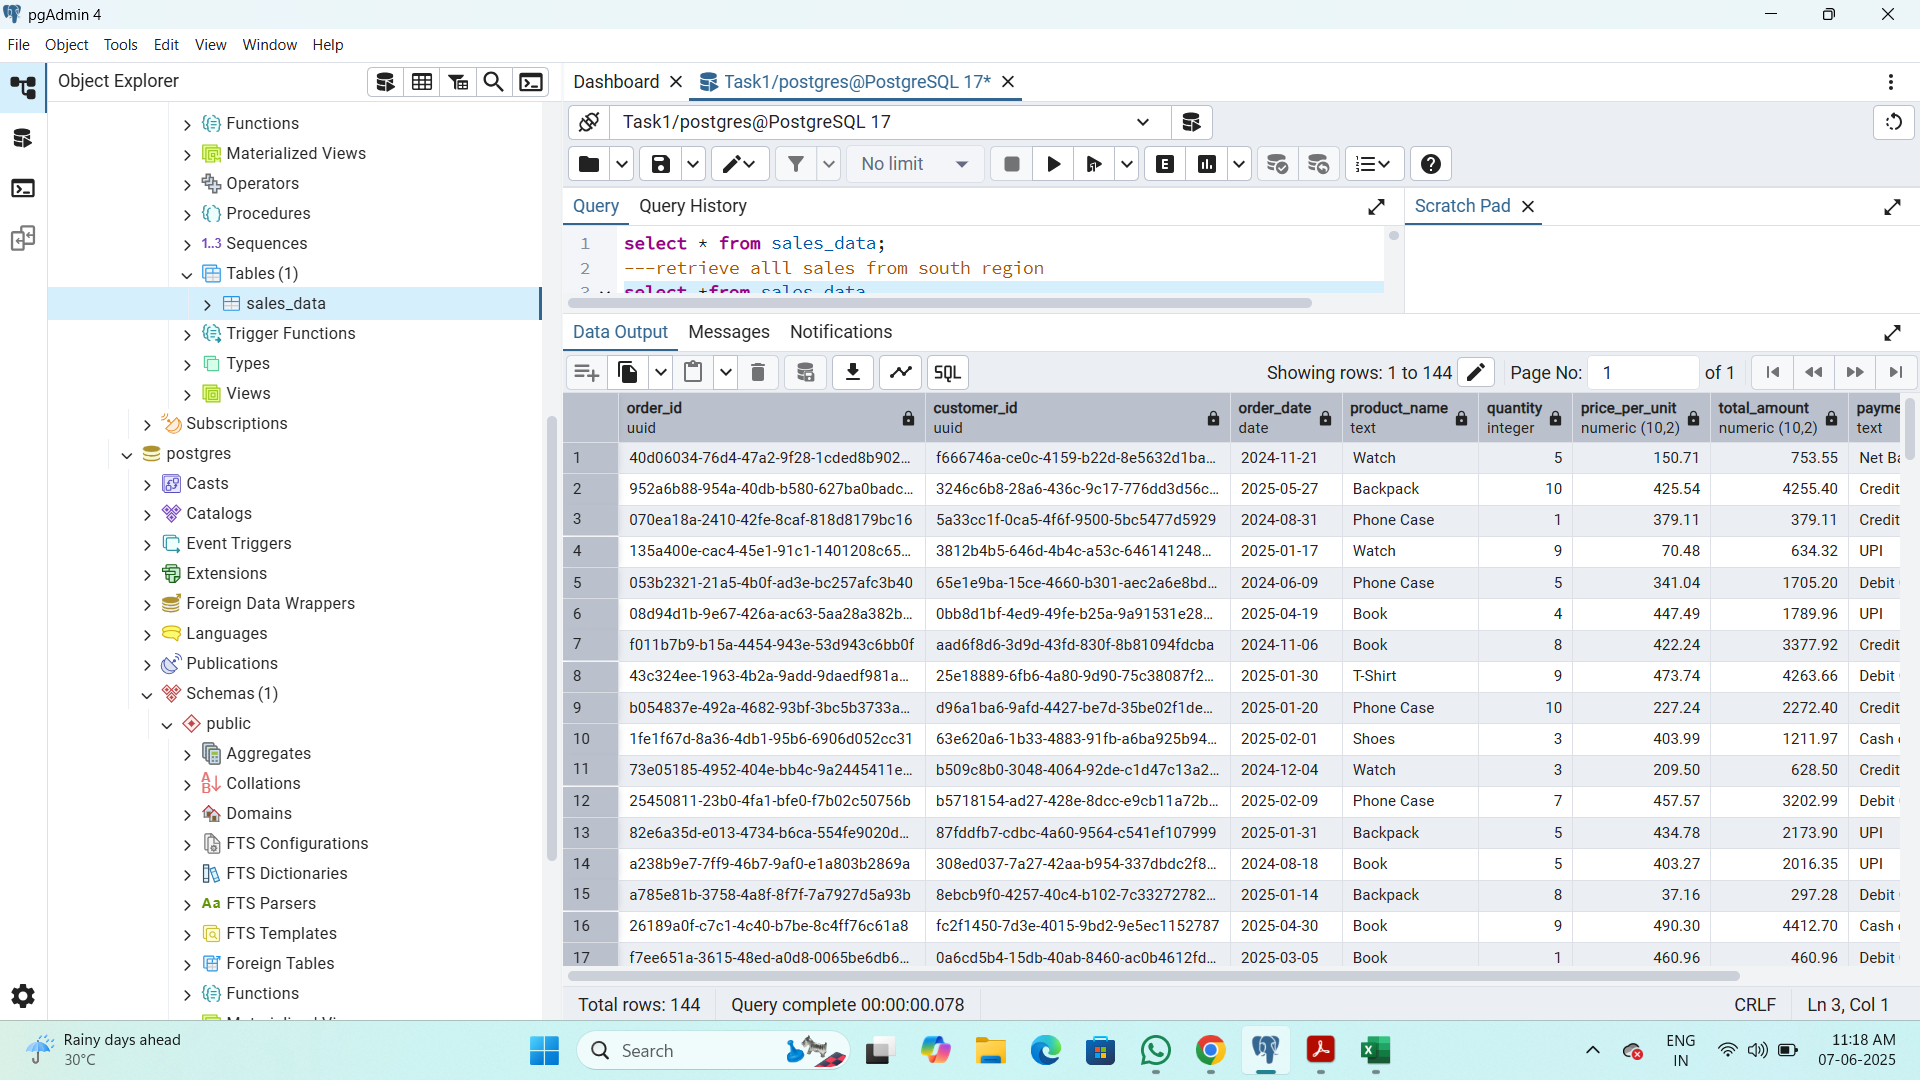 pgAdmin 4
File Object Tools Edit View Window Help
Object Explorer
Functions
Materialized Views
Operators
Procedures
1..3 Sequences
Tables (1)
sales_data
Trigger Functions
Types
Views
Subscriptions
postgres
Casts
Catalogs
Event Triggers
Extensions
Foreign Data Wrappers
Languages
Publications
Schemas (1)
public
Aggregates
Collations
Domains
FTS Configurations
FTS Dictionaries
Aa FTS Parsers
FTS Templates
Foreign Tables
Functions
Dashboard Task1/postgres@PostgreSQL 17*
Task1/postgres@PostgreSQL 17
No limit
E
Query Query History
Scratch Pad
1 select * from sales_data;
2 ---retrieve alll sales from south region
3 select *from sales_data
Data Output Messages Notifications
SQL
Showing rows: 1 to 144 Page No: 1 of 1
order_id customer_id order_date product_name quantity price_per_unit total_amount payme
uuid uuid date text integer numeric (10,2) numeric (10,2) text
1 40d06034-76d4-47a2-9f28-1cded8b902... f666746a-ce0c-4159-b22d-8e5632d1ba... 2024-11-21 Watch 5 150.71 753.55 Net Ba
2 952a6b88-954a-40db-b580-627ba0badc... 3246c6b8-28a6-436c-9c17-776dd3d56c... 2025-05-27 Backpack 10 425.54 4255.40 Credit
3 070ea18a-2410-42fe-8caf-818d8179bc16 5a33cc1f-0ca5-4f6f-9500-5bc5477d5929 2024-08-31 Phone Case 1 379.11 379.11 Credit
4 135a400e-cac4-45e1-91c1-1401208c65... 3812b4b5-646d-4b4c-a53c-646141248... 2025-01-17 Watch 9 70.48 634.32 UPI
5 053b2321-21a5-4b0f-ad3e-bc257afc3b40 65e1e9ba-15ce-4660-b301-aec2a6e8bd... 2024-06-09 Phone Case 5 341.04 1705.20 Debit
6 08d94d1b-9e67-426a-ac63-5aa28a382b... 0bb8d1bf-4ed9-49fe-b25a-9a91531e28... 2025-04-19 Book 4 447.49 1789.96 UPI
7 f011b7b9-b15a-4454-943e-53d943c6bb0f aad6f8d6-3d9d-43fd-830f-8b81094fdcba 2024-11-06 Book 8 422.24 3377.92 Credit
8 43c324ee-1963-4b2a-9add-9daedf981a... 25e18889-6fb6-4a80-9d90-75c38087f2... 2025-01-30 T-Shirt 9 473.74 4263.66 Debit
9 b054837e-492a-4682-93bf-3bc5b3733a... d96a1ba6-9afd-4427-be7d-35be02f1de... 2025-01-20 Phone Case 10 227.24 2272.40 Credit
10 1fe1f67d-8a36-4db1-95b6-6906d052cc31 63e620a6-1b33-4883-91fb-a6ba925b94... 2025-02-01 Shoes 3 403.99 1211.97 Cash
11 73e05185-4952-404e-bb4c-9a2445411e... b509c8b0-3048-4064-92de-c1d47c13a2... 2024-12-04 Watch 3 209.50 628.50 Credit
12 25450811-23b0-4fa1-bfe0-f7b02c50756b b5718154-ad27-428e-8dcc-e9cb11a72b... 2025-02-09 Phone Case 7 457.57 3202.99 Debit
13 82e6a35d-e013-4734-b6ca-554fe9020d... 87fddfb7-cdbc-4a60-9564-c541ef107999 2025-01-31 Backpack 5 434.78 2173.90 UPI
14 a238b9e7-7ff9-46b7-9af0-e1a803b2869a 308ed037-7a27-42aa-b954-337dbdc2f8... 2024-08-18 Book 5 403.27 2016.35 UPI
15 a785e81b-3758-4a8f-8f7f-7a7927d5a93b 8ebcb9f0-4257-40c4-b102-7c33272782... 2025-01-14 Backpack 8 37.16 297.28 Debit
16 26189a0f-c7c1-4c40-b7be-8c4ff76c61a8 fc2f1450-7d3e-4015-9bd2-9e5ec1152787 2025-04-30 Book 9 490.30 4412.70 Cash
17 f7ee651a-3615-48ed-a0d8-0065be6db6... 0a6cd5b4-15db-40ab-8460-ac0b4612fd... 2025-03-05 Book 1 460.96 460.96 Debit
Total rows: 144 Query complete 00:00:00.078 CRLF Ln 3, Col 1
Rainy days ahead
30°C
Search
ENG
IN
11:18 AM
07-06-2025